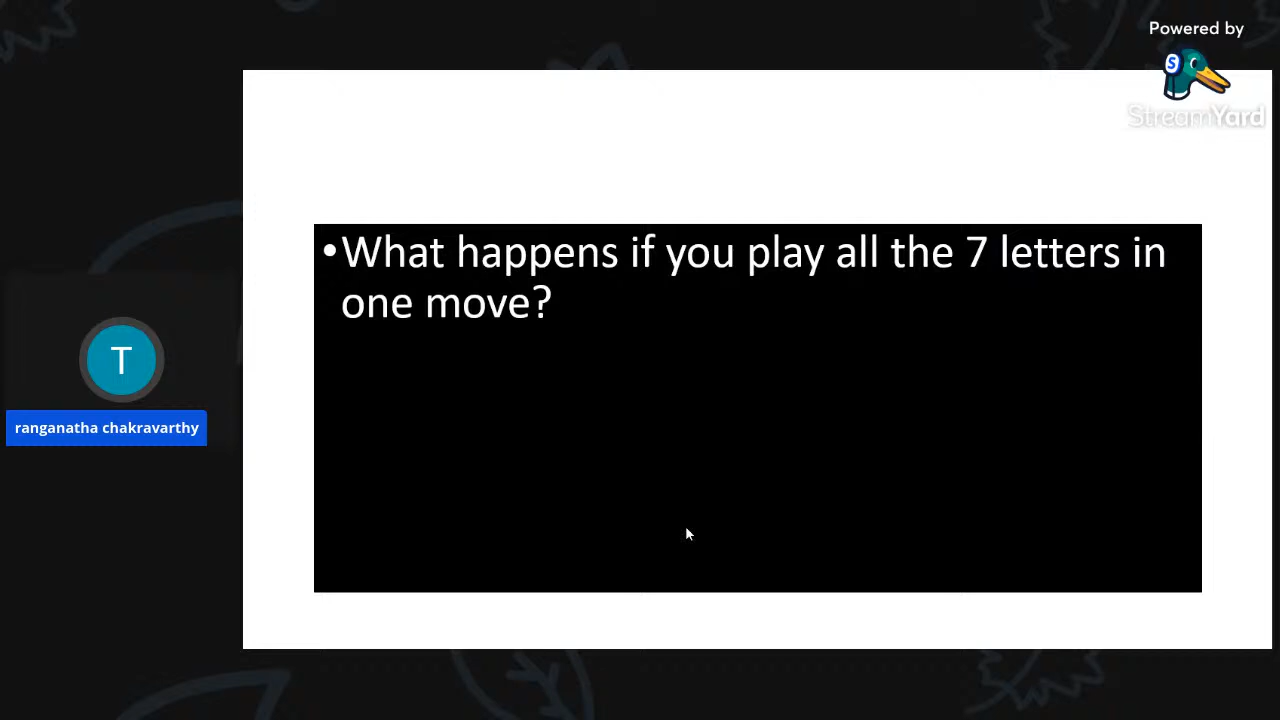 Powered by
S
StreamYard
•What happens if you play all the 7 letters in
one move?
T
ranganatha chakravarthy